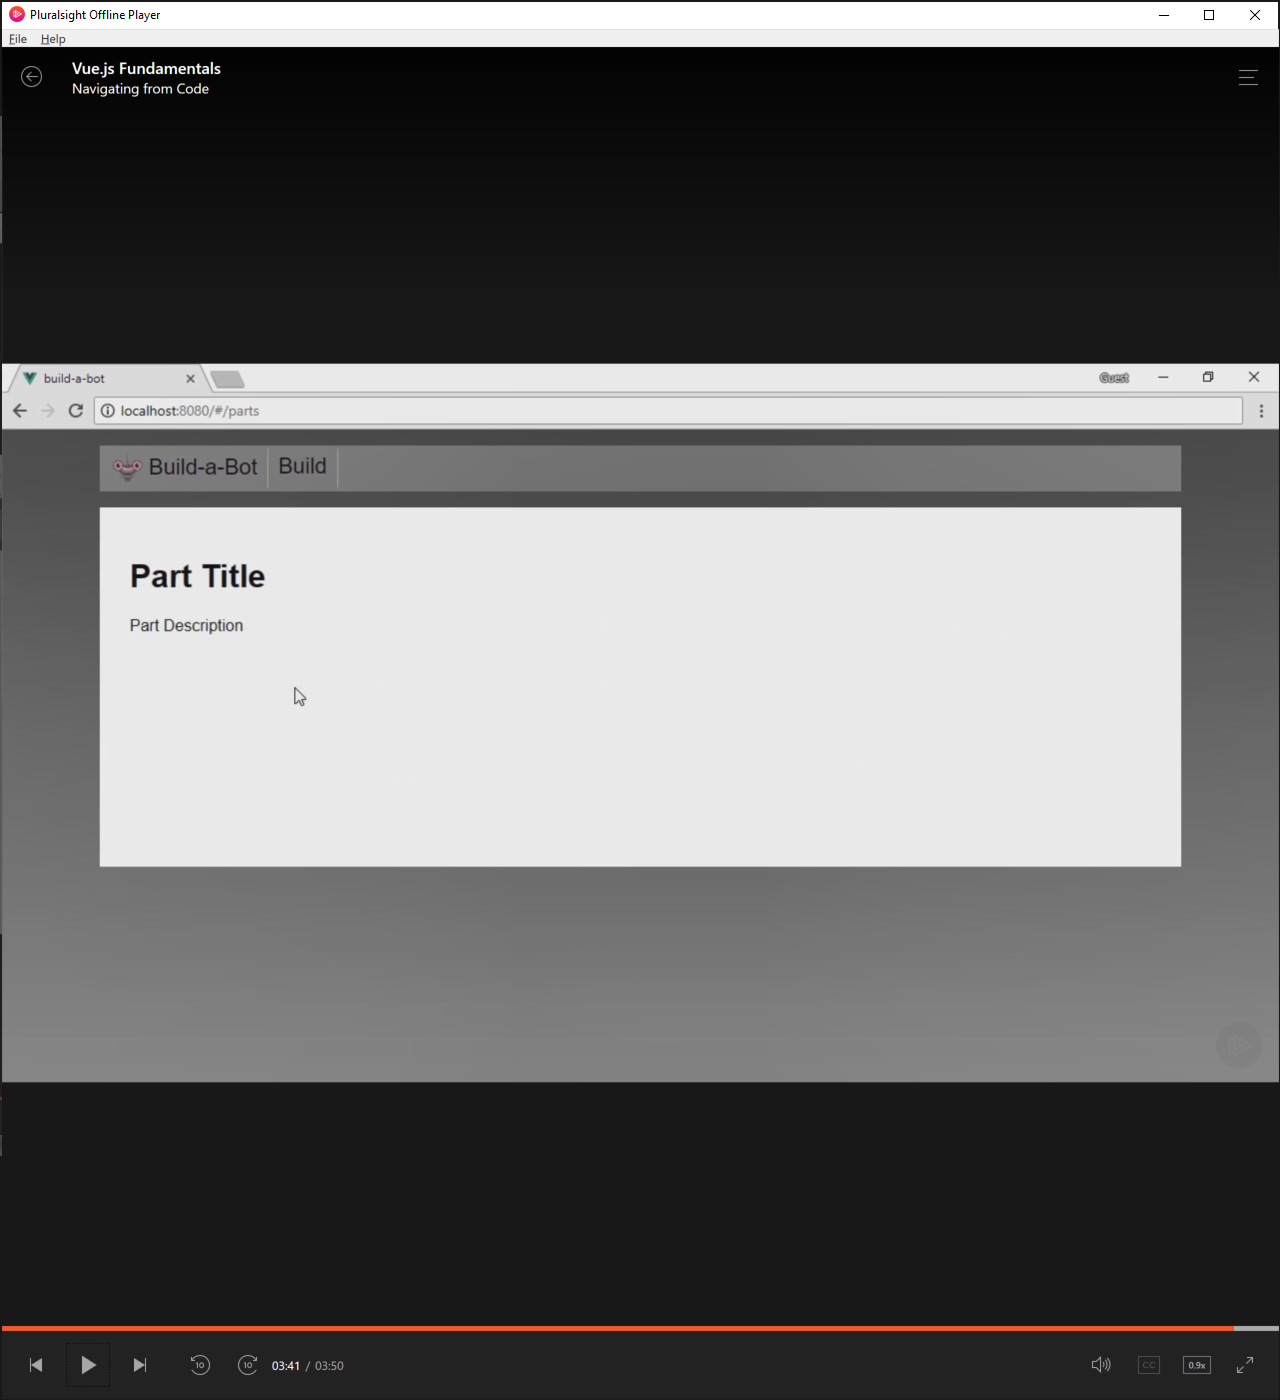 Pluralsight Offline Player
File Help
Vue.js Fundamentals
Navigating from Code
build-a-bot
Guest
localhost:8080/#/parts
Build-a-Bot Build
Part Title
Part Description
10 10 03:41 / 03:50 CC 0.9x